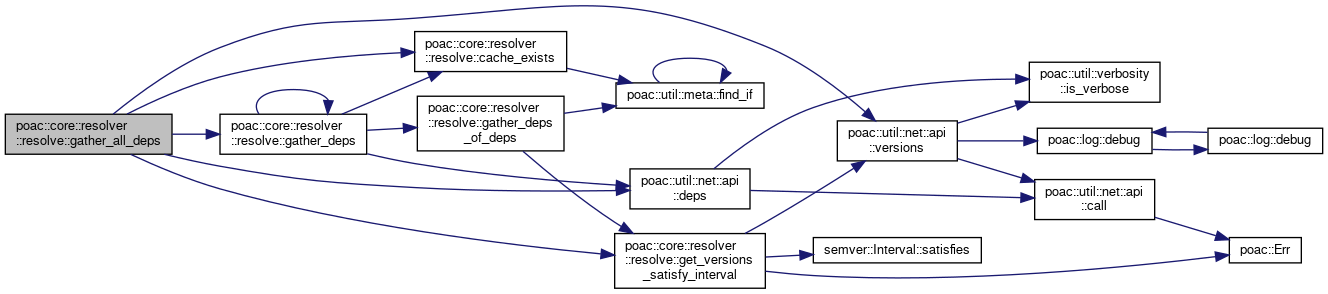 poac::core::resolver
::resolve::gather_all_deps
poac::core::resolver
::resolve::gather_deps
poac::core::resolver
::resolve::cache_exists
poac::core::resolver
::resolve::gather_deps
_of_deps
poac::util::meta::find_if
poac::util::net::api
::deps
poac::core::resolver
::resolve::get_versions
_satisfy_interval
poac::util::net::api
::versions
semver::Interval::satisfies
poac::util::verbosity
::is_verbose
poac::log::debug
poac::log::debug
poac::util::net::api
::call
poac::Err